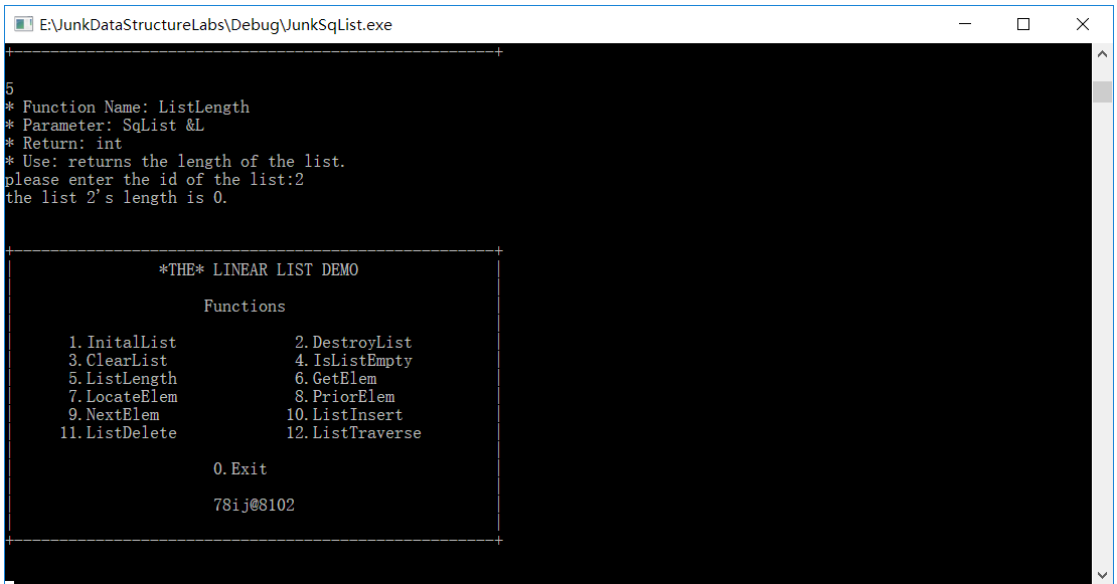 E:\JunkDataStructureLabs\Debug\JunkSqList.exe
+------------------------------------------------------+
5
* Function Name: ListLength
* Parameter: SqList &L
* Return: int
* Use: returns the length of the list.
please enter the id of the list:2
the list 2's length is 0.
+------------------------------------------------------+
| *THE* LINEAR LIST DEMO |
| Functions |
| 1.InitalList 2.DestroyList |
| 3.ClearList 4.IsListEmpty |
| 5.ListLength 6.GetElem |
| 7.LocateElem 8.PriorElem |
| 9.NextElem 10.ListInsert |
| 11.ListDelete 12.ListTraverse |
| 0.Exit |
| 78ij@8102 |
+------------------------------------------------------+